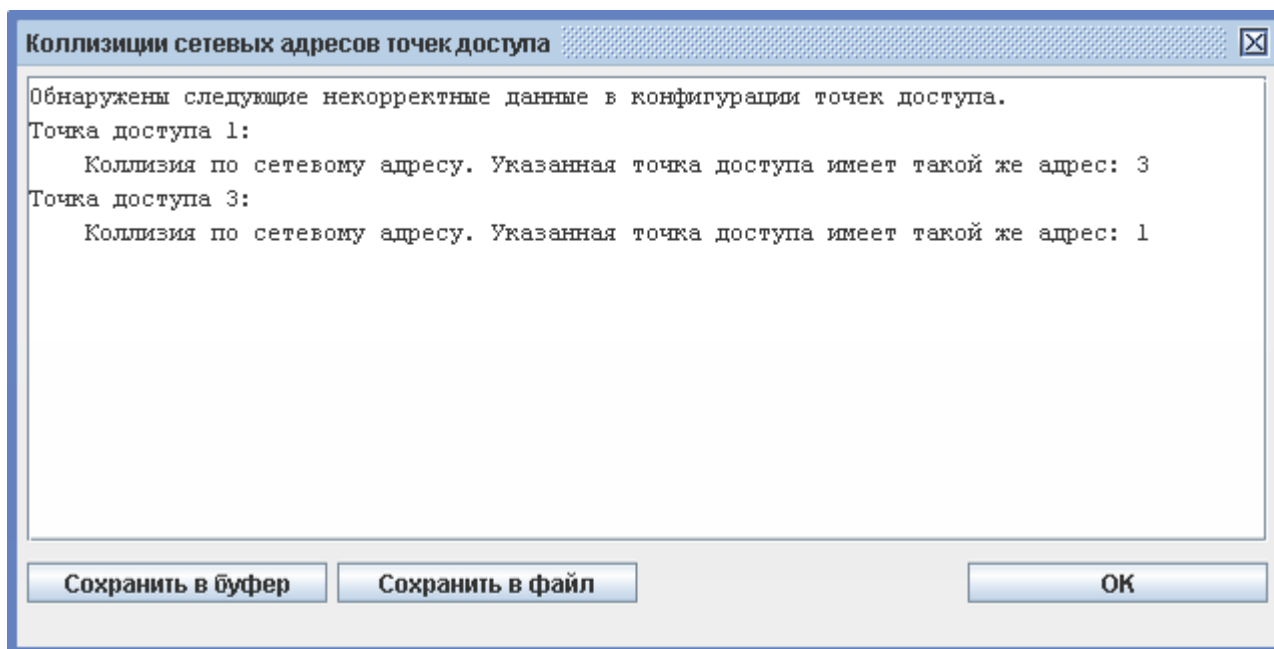 Коллизиции сетевых адресов точек доступа
Обнаружены следующие некорректные данные в конфигурации точек доступа.
Точка доступа 1:
Коллизия по сетевому адресу. Указанная точка доступа имеет такой же адрес: 3
Точка доступа 3:
Коллизия по сетевому адресу. Указанная точка доступа имеет такой же адрес: 1
Сохранить в буфер Сохранить в файл OK